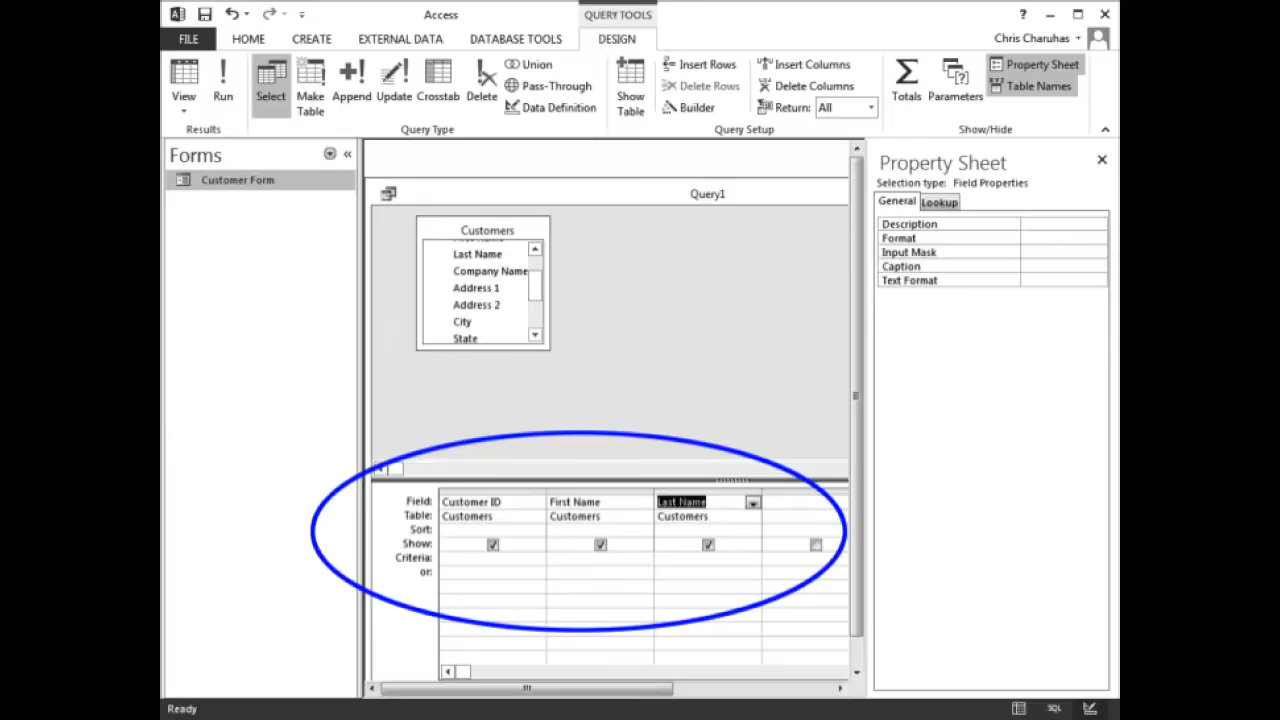 Access
QUERY TOOLS
?
FILE
HOME
CREATE
EXTERNAL DATA
DATABASE TOOLS
DESIGN
Chris Charuhas
View
Run
Select
Make
Table
Append
Update
Crosstab
Delete
Union
Pass-Through
Data Definition
Show
Table
Insert Rows
Delete Rows
Builder
Insert Columns
Delete Columns
Return: All
Totals
Parameters
Property Sheet
Table Names
Results
Query Type
Query Setup
Show/Hide
Forms
Customer Form
Query1
Customers
First Name
Last Name
Company Name
Address 1
Address 2
City
State
Field: Customer ID First Name Last Name
Table: Customers Customers Customers
Sort:
Show:
Criteria:
or:
Property Sheet
Selection type: Field Properties
General Lookup
Description
Format
Input Mask
Caption
Text Format
Ready
SQL